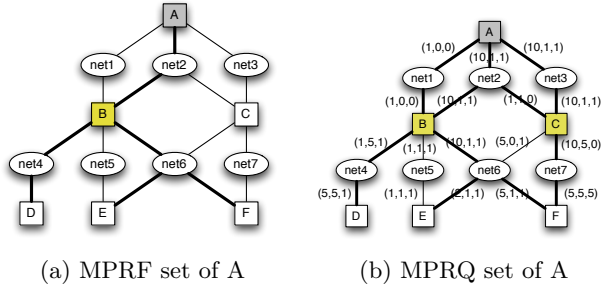 A
net1 net2 net3
B C
net4 net5 net6 net7
D E F
(a) MPRF set of A
A
(1,0,0) (10,1,1) (10,1,1)
net1 net2 net3
(1,0,0) (10,1,1) (1,1,0) (10,1,1)
B C
(1,5,1) (1,1,1) (10,1,1) (5,0,1) (10,5,0)
net4 net5 net6 net7
(5,5,1) (1,1,1) (2,1,1) (5,1,1) (5,5,5)
D E F
(b) MPRQ set of A